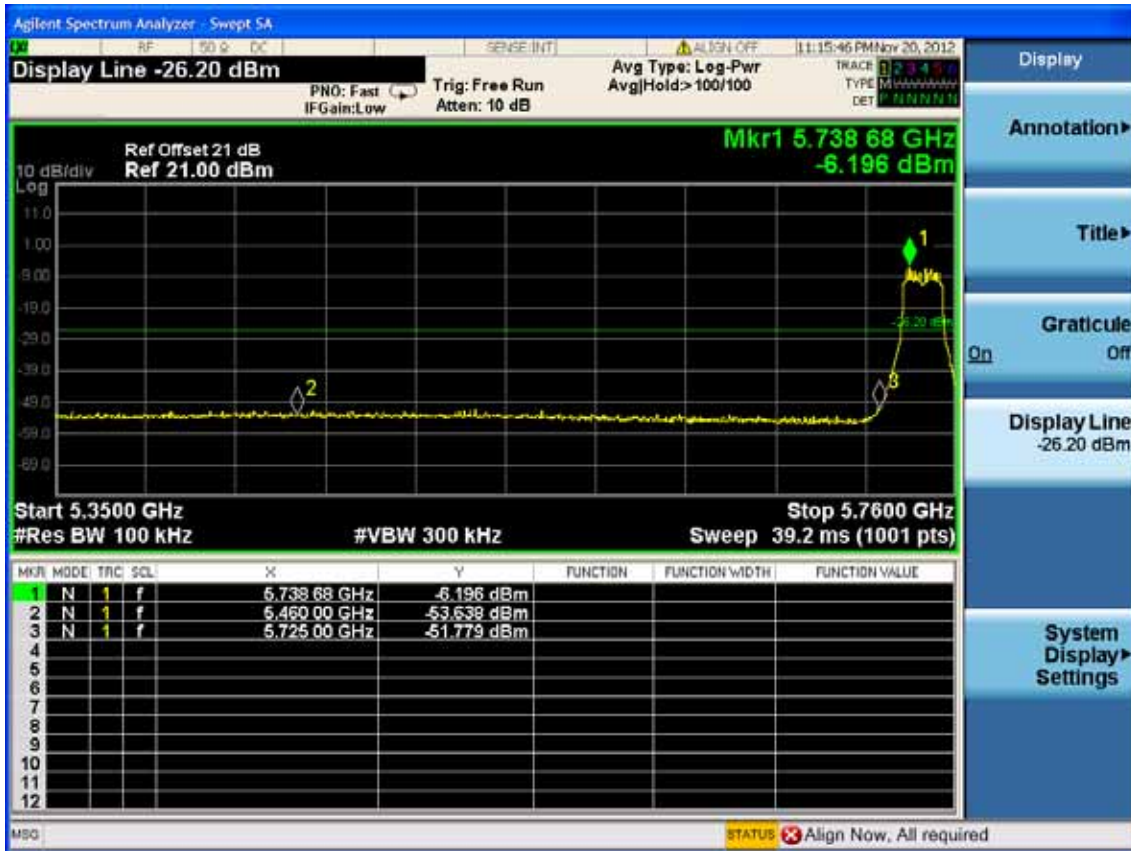 Agilent Spectrum Analyzer - Swept SA
RF 50 Ω DC SENSE:INT ALIGN OFF 11:15:46 PM Nov 20, 2012
Display Line -26.20 dBm
PNO: Fast
IFGain:Low
Trig: Free Run
Atten: 10 dB
Avg Type: Log-Pwr
Avg|Hold:> 100/100
TRACE 1 2 3 4 5 6
TYPE M
DET P N N N N N
Display
Annotation
Title
Graticule
On Off
Display Line
-26.20 dBm
System
Display
Settings
Ref Offset 21 dB
10 dB/div Ref 21.00 dBm
Log
Mkr1 5.738 68 GHz
-6.196 dBm
11.0
1.00
-9.00
-19.0
-29.0
-39.0
-49.0
-59.0
-69.0
1
-26.20 dBm
2
3
Start 5.3500 GHz Stop 5.7600 GHz
#Res BW 100 kHz #VBW 300 kHz Sweep 39.2 ms (1001 pts)
MKR MODE TRC SCL X Y FUNCTION FUNCTION WIDTH FUNCTION VALUE
1 N 1 f 5.738 68 GHz -6.196 dBm
2 N 1 f 5.460 00 GHz -53.638 dBm
3 N 1 f 5.725 00 GHz -51.779 dBm
4
5
6
7
8
9
10
11
12
MSG STATUS Align Now, All required